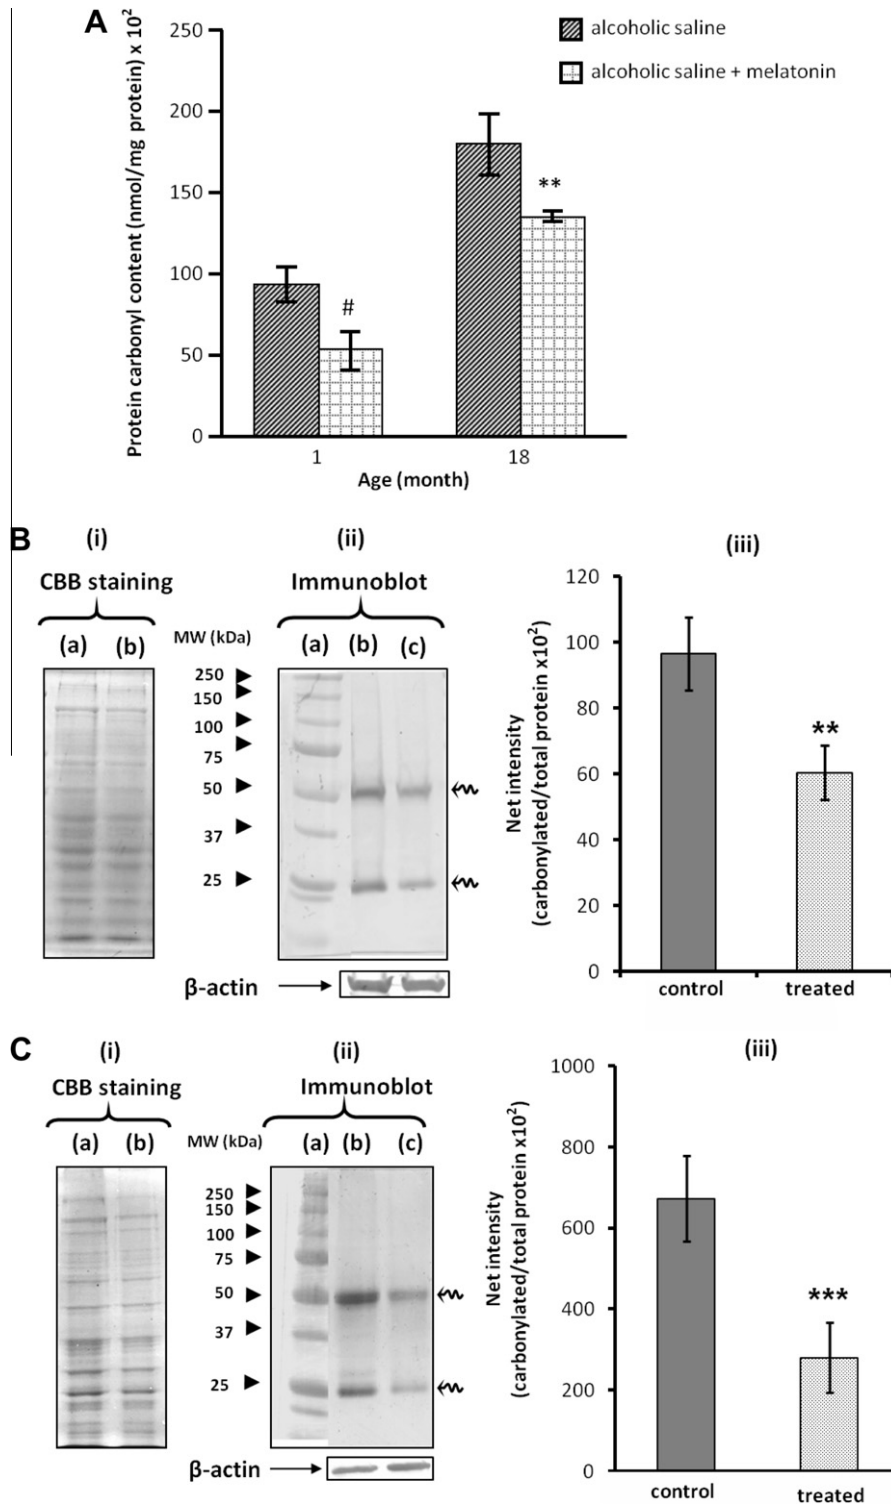 A
250
200
150
100
50
0
Protein carbonyl content (nmol/mg protein) x 10²
alcoholic saline
alcoholic saline + melatonin
#
**
1 18
Age (month)
B
(i) (ii) (iii)
CBB staining Immunoblot
(a) (b) MW (kDa) (a) (b) (c)
250
150
100
75
50
37
25
β-actin
120
100
80
60
40
20
0
Net intensity
(carbonylated/total protein x10²)
**
control treated
C
(i) (ii) (iii)
CBB staining Immunoblot
(a) (b) MW (kDa) (a) (b) (c)
250
150
100
75
50
37
25
β-actin
1000
800
600
400
200
0
Net intensity
(carbonylated/total protein x10²)
***
control treated